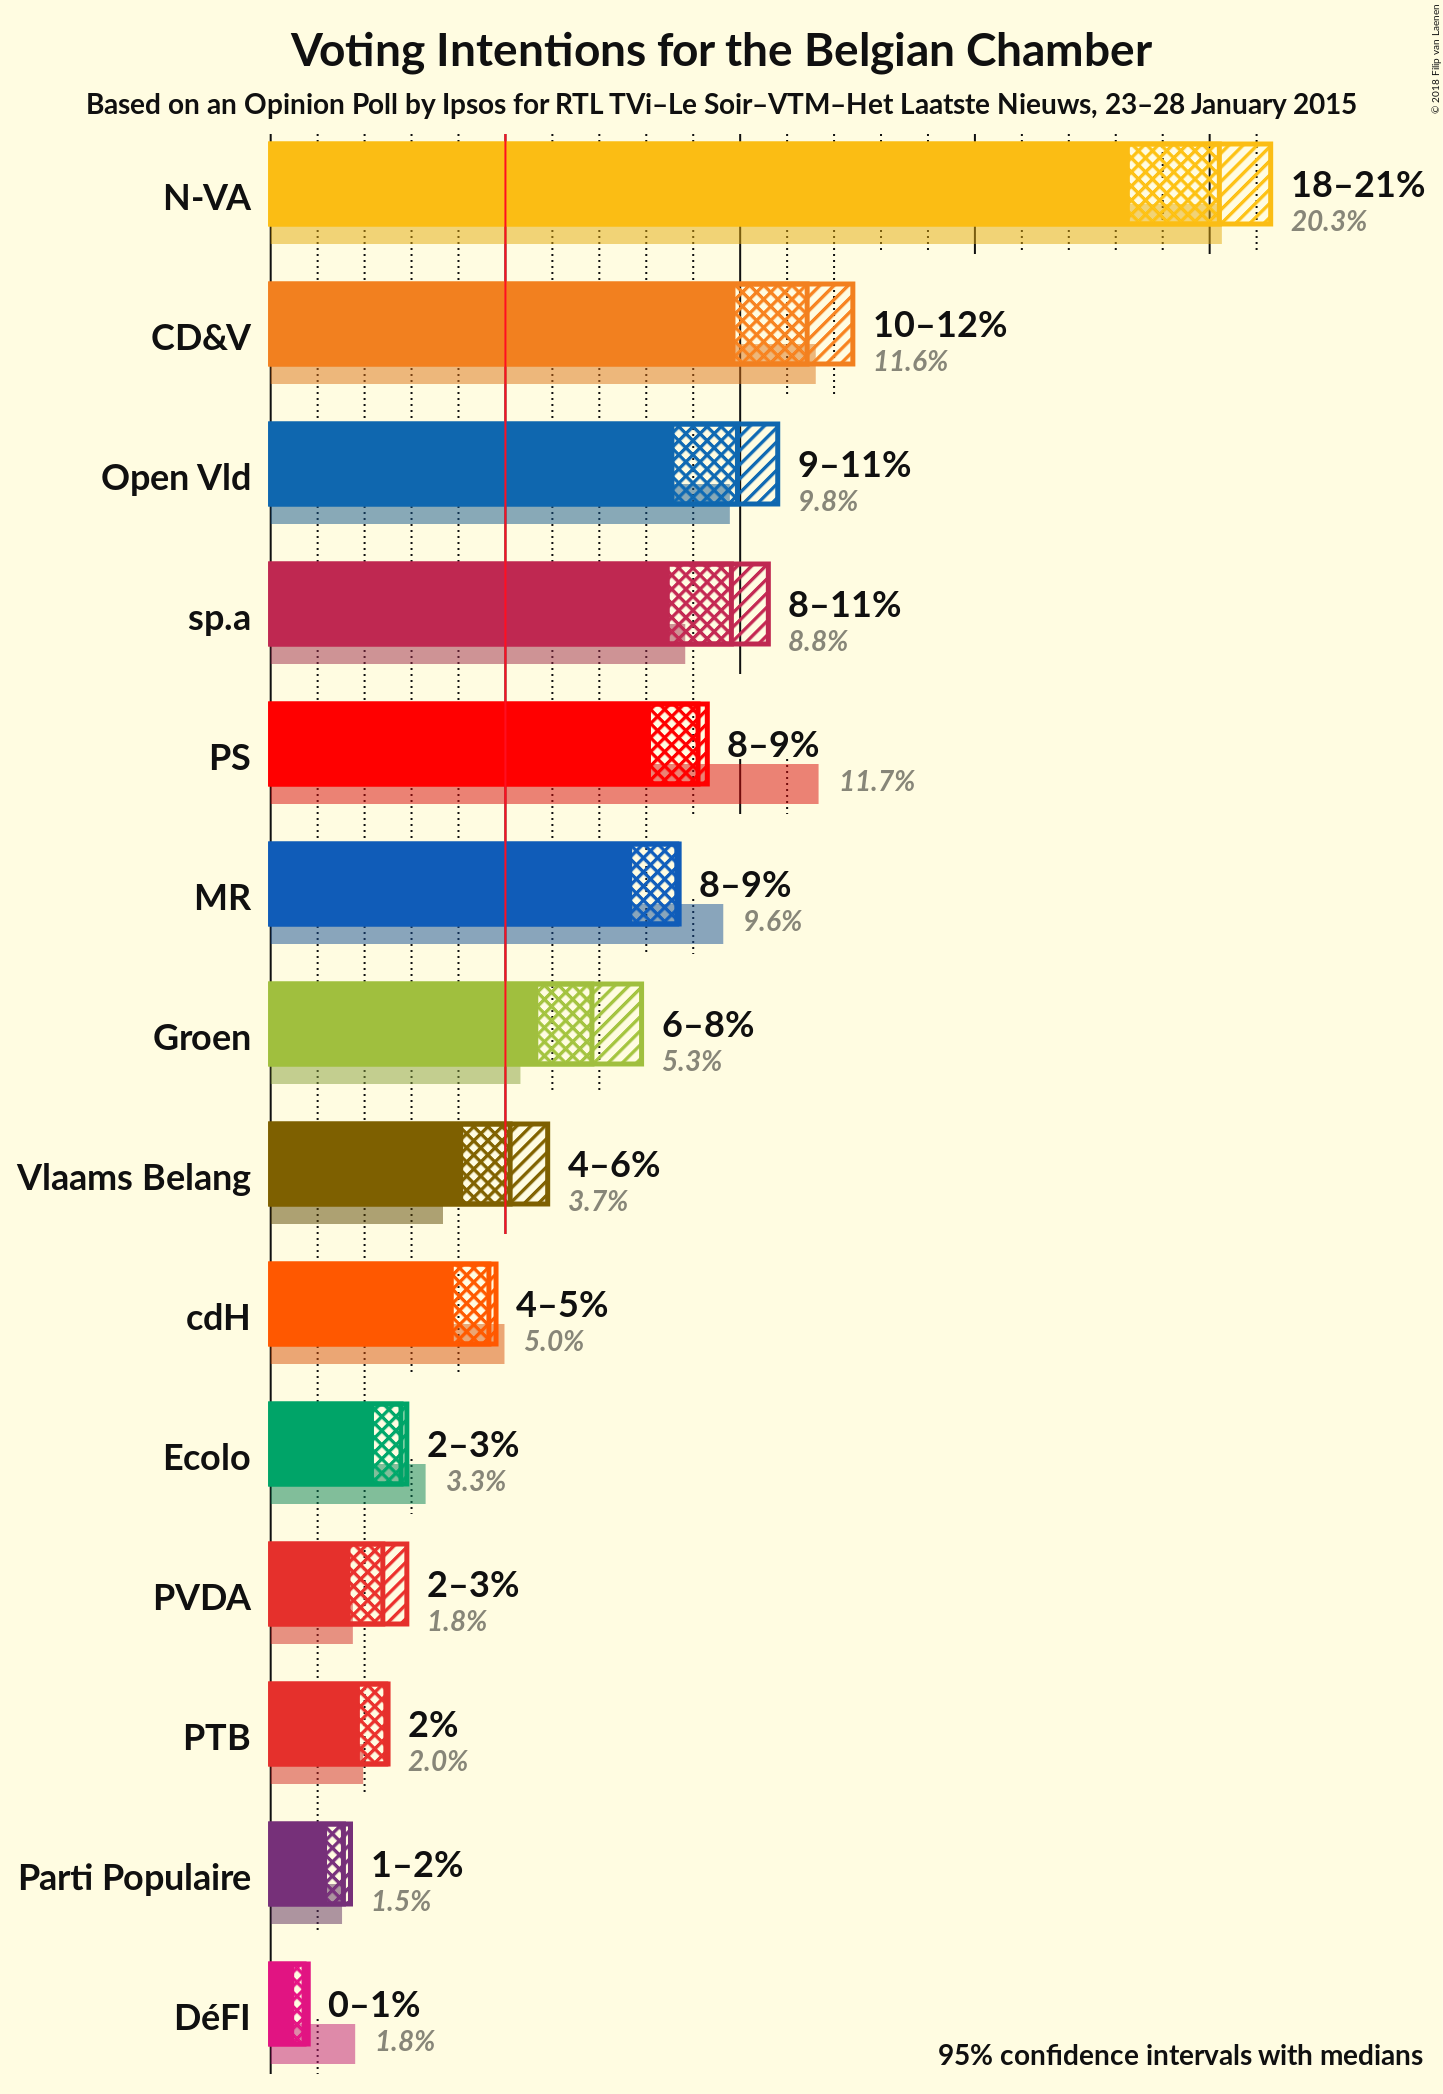 Voting Intentions for the Belgian Chamber
Based on an Opinion Poll by Ipsos for RTL TVi–Le Soir–VTM–Het Laatste Nieuws, 23–28 January 2015
© 2018 Filip van Laenen
N-VA
18–21%
20.3%
CD&V
10–12%
11.6%
Open Vld
9–11%
9.8%
sp.a
8–11%
8.8%
PS
8–9%
11.7%
MR
8–9%
9.6%
Groen
6–8%
5.3%
Vlaams Belang
4–6%
3.7%
cdH
4–5%
5.0%
Ecolo
2–3%
3.3%
PVDA
2–3%
1.8%
PTB
2%
2.0%
Parti Populaire
1–2%
1.5%
DéFI
0–1%
1.8%
95% confidence intervals with medians